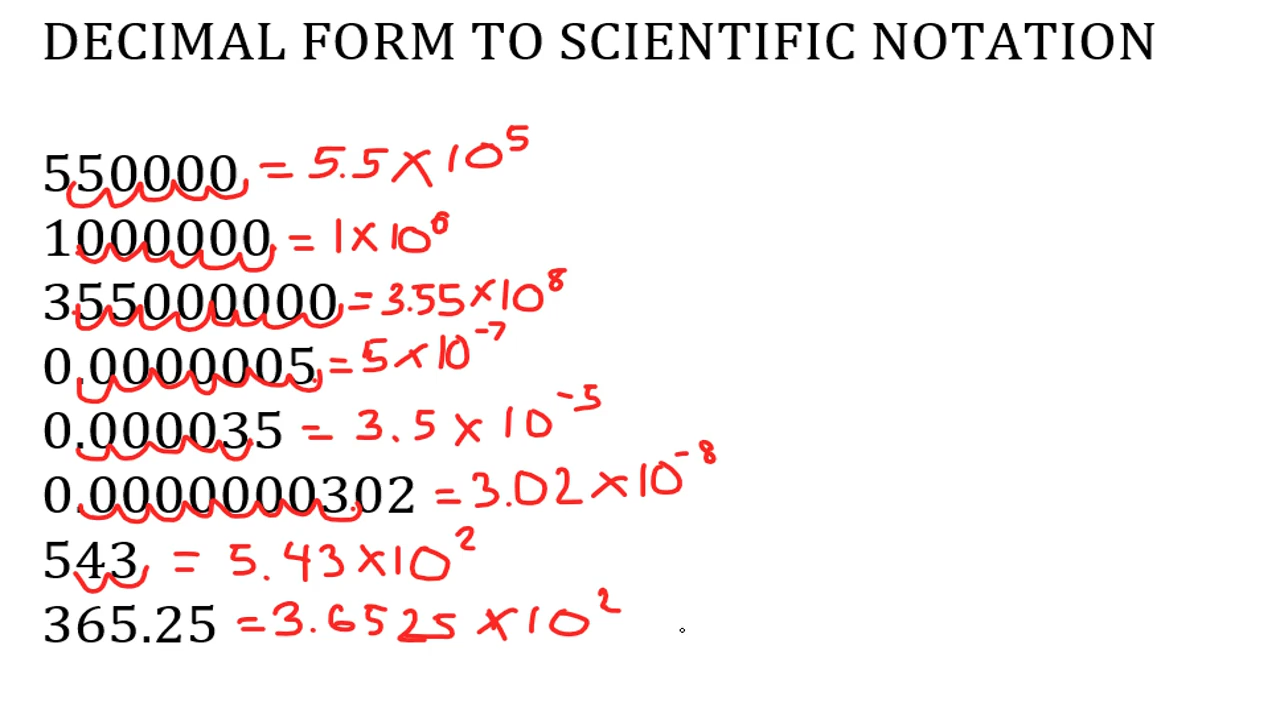 DECIMAL FORM TO SCIENTIFIC NOTATION
550000 = 5.5 × 10⁵
1000000 = 1 × 10⁶
355000000 = 3.55 × 10⁸
0.0000005 = 5 × 10⁻⁷
0.000035 = 3.5 × 10⁻⁵
0.0000000302 = 3.02 × 10⁻⁸
543 = 5.43 × 10²
365.25 = 3.6525 × 10²